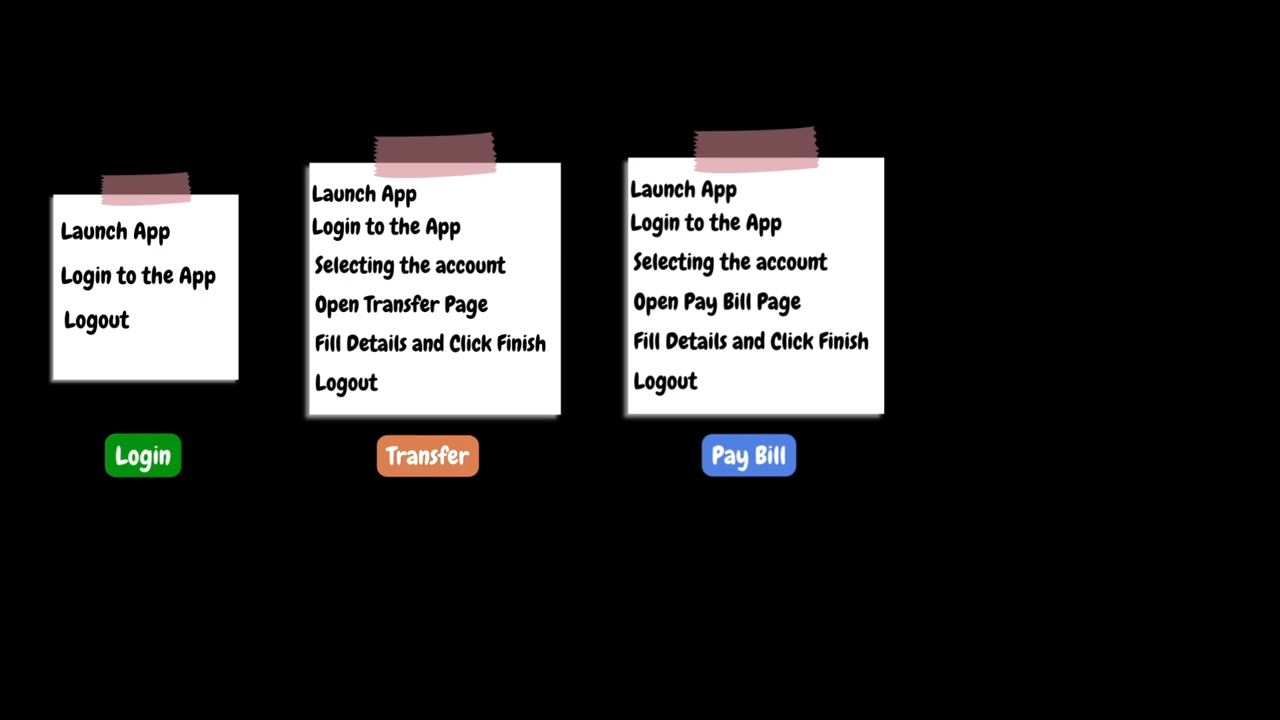 Launch App
Login to the App
Logout
Login
Launch App
Login to the App
Selecting the account
Open Transfer Page
Fill Details and Click Finish
Logout
Transfer
Launch App
Login to the App
Selecting the account
Open Pay Bill Page
Fill Details and Click Finish
Logout
Pay Bill